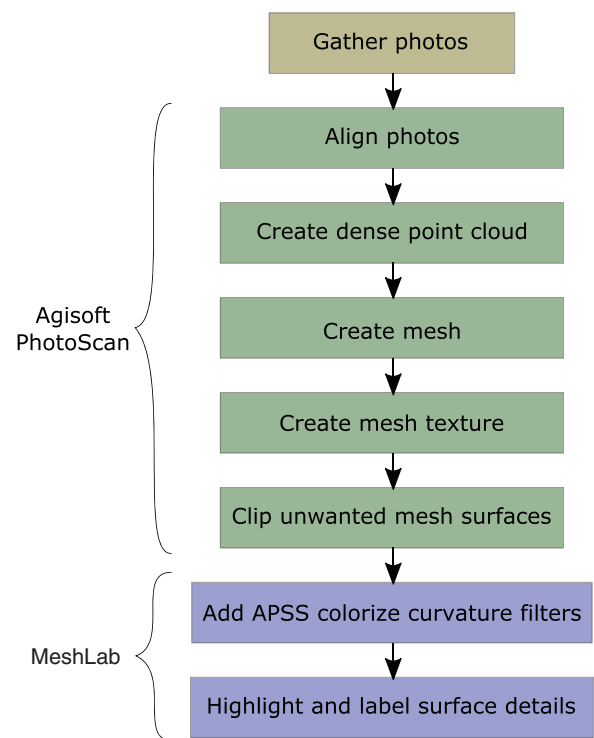 Gather photos
Align photos
Create dense point cloud
Agisoft
PhotoScan
Create mesh
Create mesh texture
Clip unwanted mesh surfaces
Add APSS colorize curvature filters
MeshLab
Highlight and label surface details